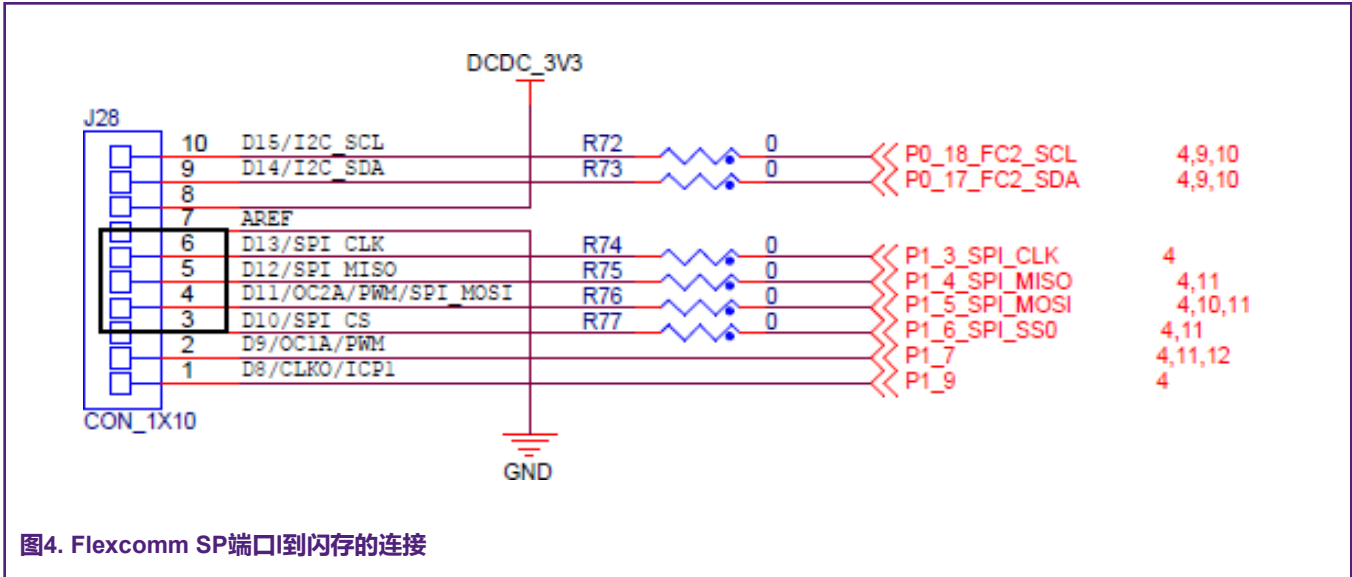 DCDC_3V3
J28
10 D15/I2C_SCL R72 0 P0_18_FC2_SCL 4,9,10
9 D14/I2C_SDA R73 0 P0_17_FC2_SDA 4,9,10
8
7 AREF
6 D13/SPI_CLK R74 0 P1_3_SPI_CLK 4
5 D12/SPI_MISO R75 0 P1_4_SPI_MISO 4,11
4 D11/OC2A/PWM/SPI_MOSI R76 0 P1_5_SPI_MOSI 4,10,11
3 D10/SPI_CS R77 0 P1_6_SPI_SS0 4,11
2 D9/OC1A/PWM P1_7 4,11,12
1 D8/CLKO/ICP1 P1_9 4
CON_1X10
GND
图4. Flexcomm SP端口I到闪存的连接